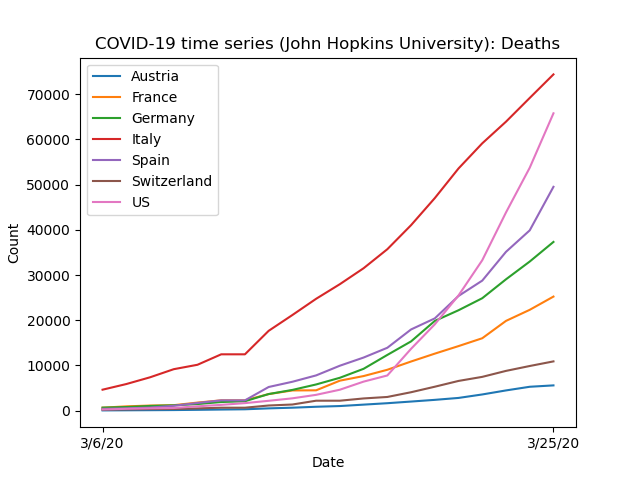 COVID-19 time series (John Hopkins University): Deaths
Austria
France
Germany
Italy
Spain
Switzerland
US
70000
60000
50000
40000
30000
20000
10000
0
Count
3/6/20
3/25/20
Date